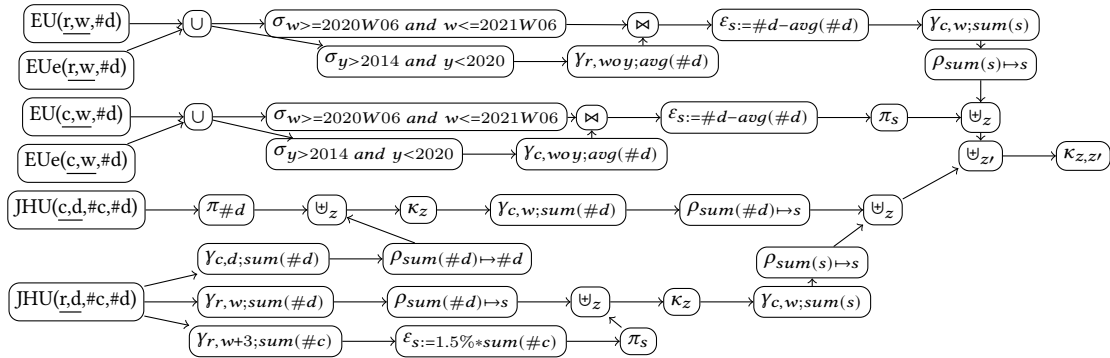 EU(r,w,#d) ∪ σw>=2020W06 and w<=2021W06 ⋈ εs:=#d−avg(#d) γc,w;sum(s)
EUe(r,w,#d) σy>2014 and y<2020 γr,woy;avg(#d) ρsum(s)↦s
EU(c,w,#d) ∪ σw>=2020W06 and w<=2021W06 ⋈ εs:=#d−avg(#d) πs ⊎z
EUe(c,w,#d) σy>2014 and y<2020 γc,woy;avg(#d) ⊎z′ κz,z′
JHU(c,d,#c,#d) π#d ⊎z κz γc,w;sum(#d) ρsum(#d)↦s ⊎z
γc,d;sum(#d) ρsum(#d)↦#d ρsum(s)↦s
JHU(r,d,#c,#d) γr,w;sum(#d) ρsum(#d)↦s ⊎z κz γc,w;sum(s)
γr,w+3;sum(#c) εs:=1.5%*sum(#c) πs